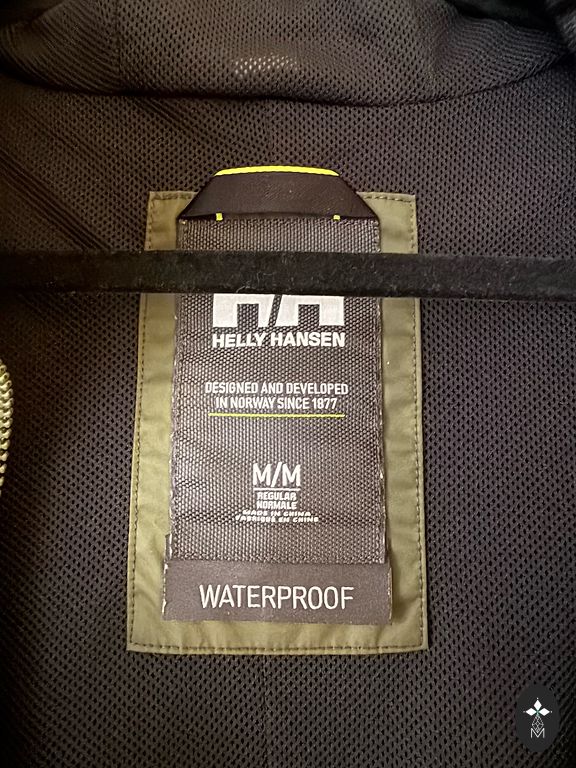 HH
HELLY HANSEN
DESIGNED AND DEVELOPED
IN NORWAY SINCE 1877
M/M
REGULAR
NORMALE
MADE IN CHINA
FABRIQUÉ EN CHINE
WATERPROOF
M